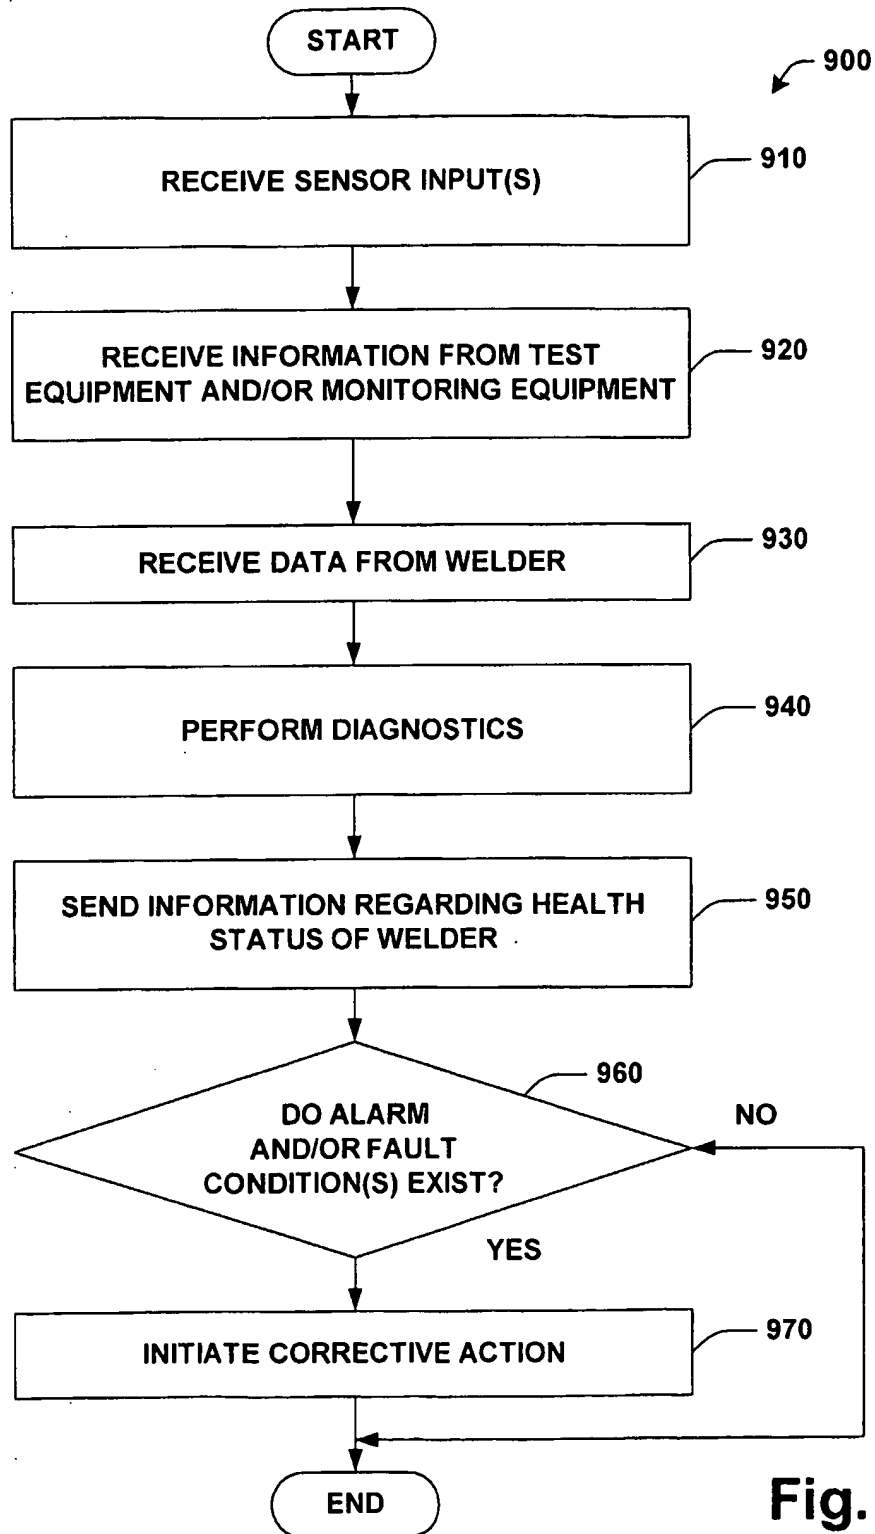 START
900
RECEIVE SENSOR INPUT(S)
910
RECEIVE INFORMATION FROM TEST
EQUIPMENT AND/OR MONITORING EQUIPMENT
920
RECEIVE DATA FROM WELDER
930
PERFORM DIAGNOSTICS
940
SEND INFORMATION REGARDING HEALTH
STATUS OF WELDER
950
960
DO ALARM
AND/OR FAULT
CONDITION(S) EXIST?
NO
YES
INITIATE CORRECTIVE ACTION
970
END
Fig.